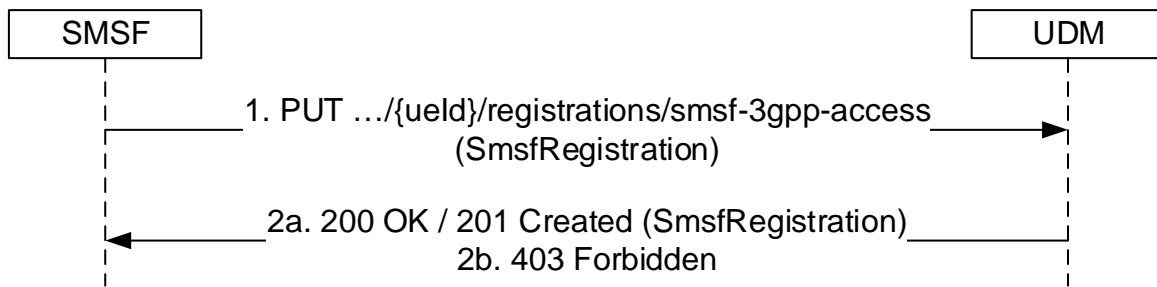 SMSF
UDM
1. PUT …/{ueId}/registrations/smsf-3gpp-access
(SmsfRegistration)
2a. 200 OK / 201 Created (SmsfRegistration)
2b. 403 Forbidden